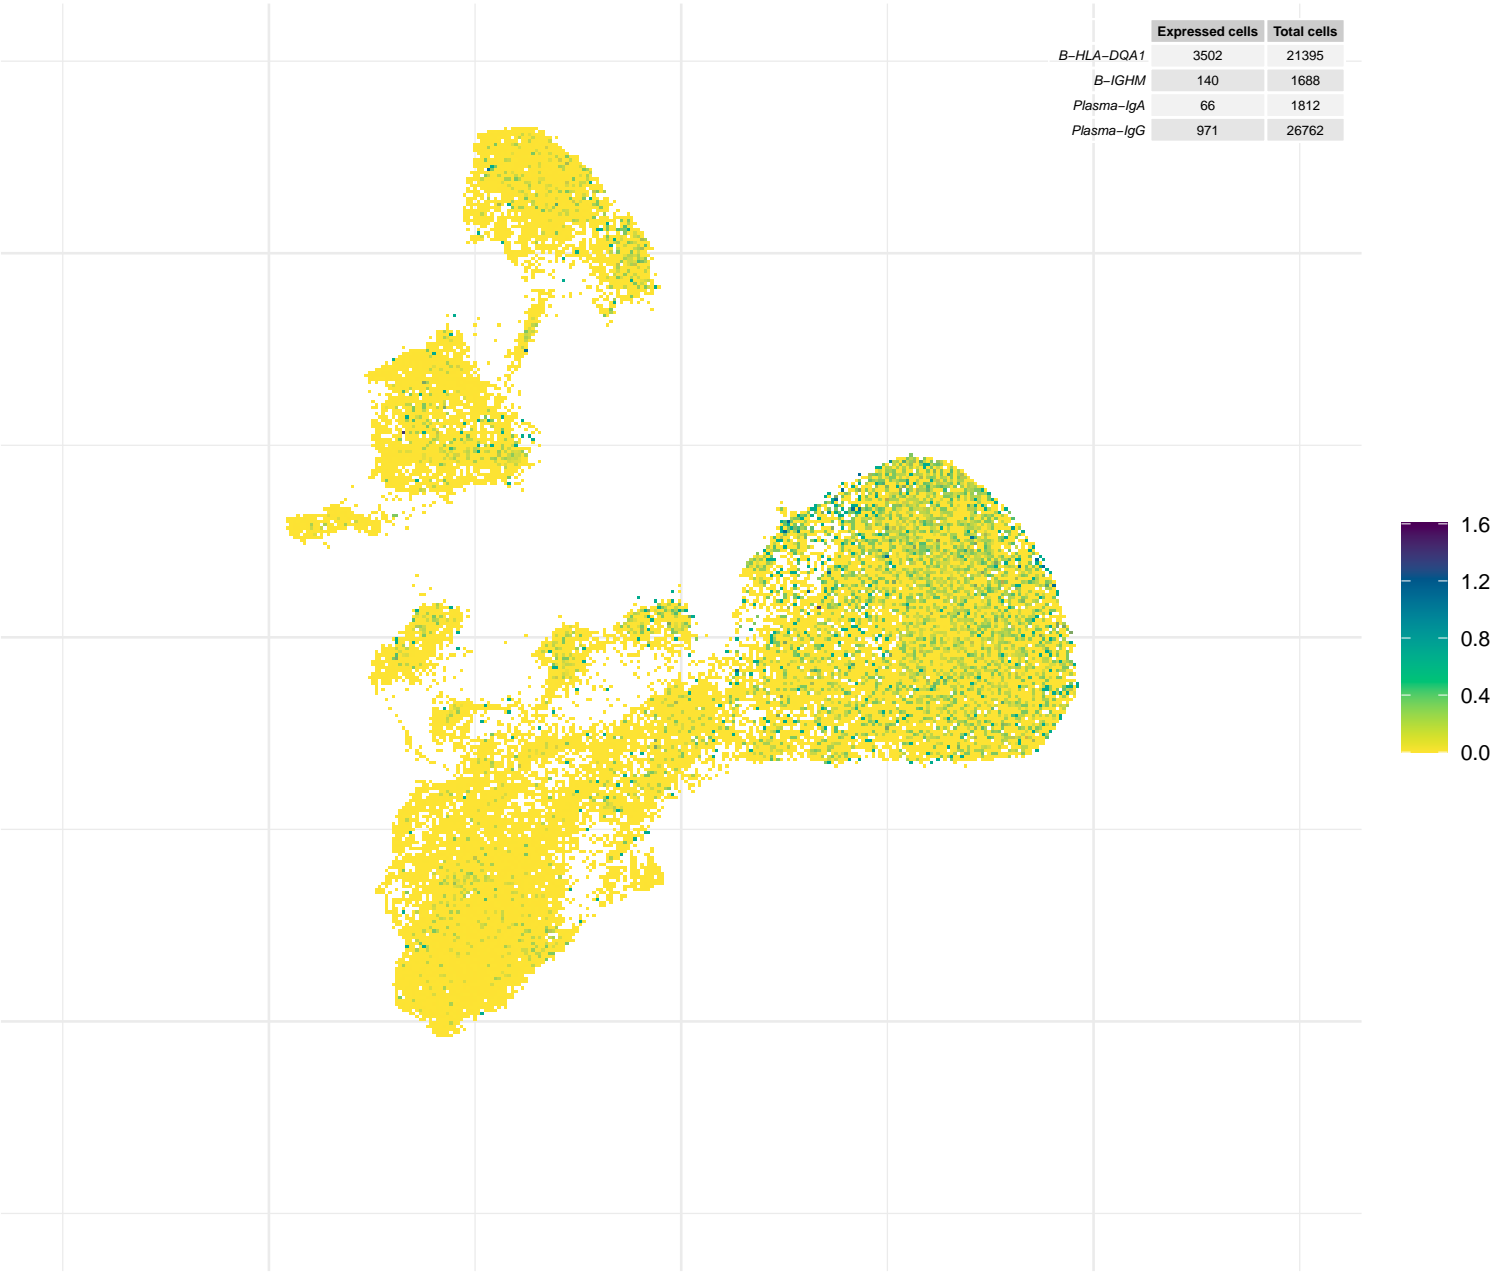 Expressed cells Total cells
B−HLA−DQA1 3502 21395
B−IGHM 140 1688
Plasma−IgA 66 1812
Plasma−IgG 971 26762
1.6
1.2
0.8
0.4
0.0